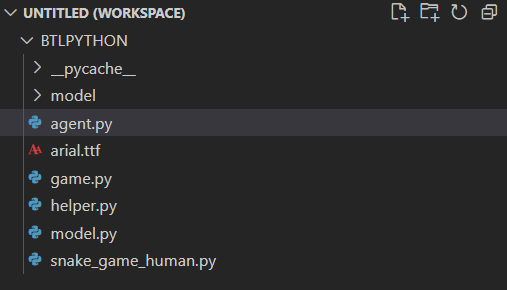 UNTITLED (WORKSPACE)
BTLPYTHON
__pycache__
model
agent.py
arial.ttf
game.py
helper.py
model.py
snake_game_human.py